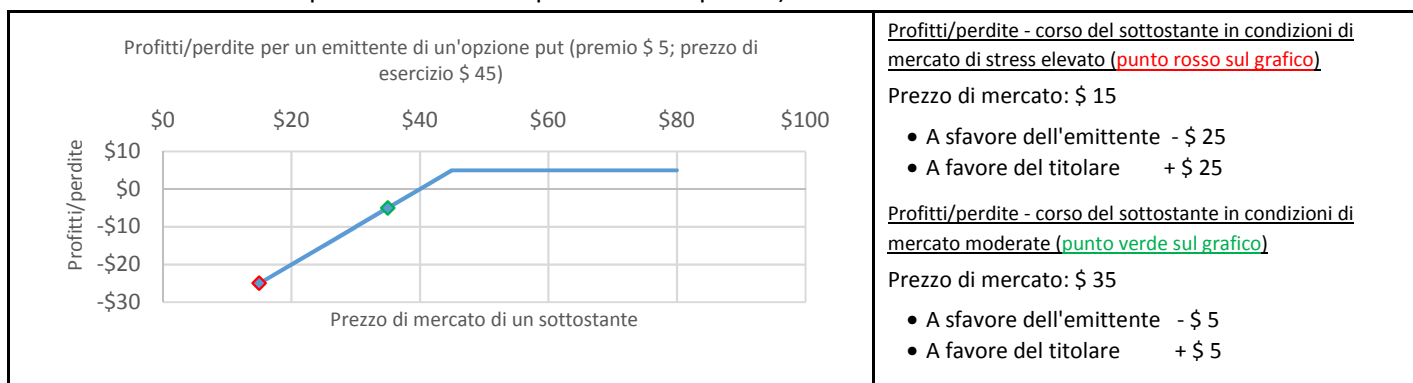 Profitti/perdite per un emittente di un'opzione put (premio $ 5; prezzo di
esercizio $ 45)
$0 $20 $40 $60 $80 $100
Profitti/perdite
$10
$0
-$10
-$20
-$30
Prezzo di mercato di un sottostante
Profitti/perdite - corso del sottostante in condizioni di
mercato di stress elevato (punto rosso sul grafico)
Prezzo di mercato: $ 15
• A sfavore dell'emittente - $ 25
• A favore del titolare + $ 25
Profitti/perdite - corso del sottostante in condizioni di
mercato moderate (punto verde sul grafico)
Prezzo di mercato: $ 35
• A sfavore dell'emittente - $ 5
• A favore del titolare + $ 5